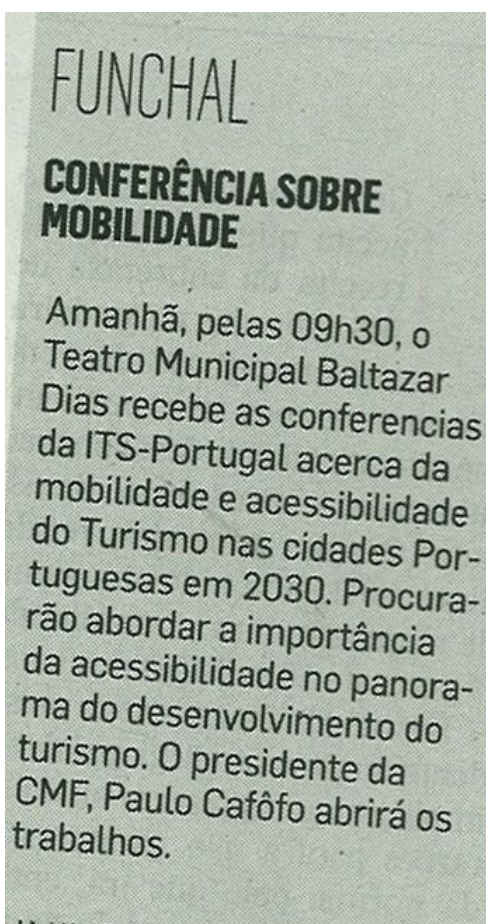 FUNCHAL
CONFERÊNCIA SOBRE
MOBILIDADE
Amanhã, pelas 09h30, o
Teatro Municipal Baltazar
Dias recebe as conferencias
da ITS-Portugal acerca da
mobilidade e acessibilidade
do Turismo nas cidades Por-
tuguesas em 2030. Procura-
rão abordar a importância
da acessibilidade no panora-
ma do desenvolvimento do
turismo. O presidente da
CMF, Paulo Cafôfo abrirá os
trabalhos.